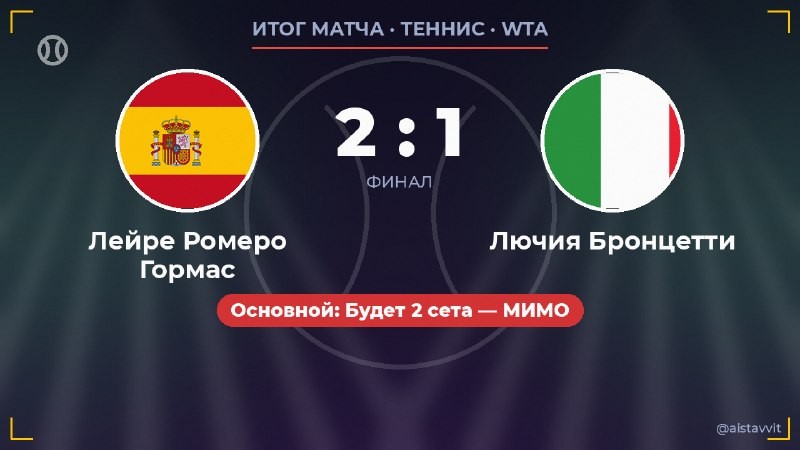 ИТОГ МАТЧА · ТЕННИС · WTA
2 : 1
ФИНАЛ
Лейре Ромеро
Гормас
Лючия Бронцетти
Основной: Будет 2 сета — МИМО
@aistavvit